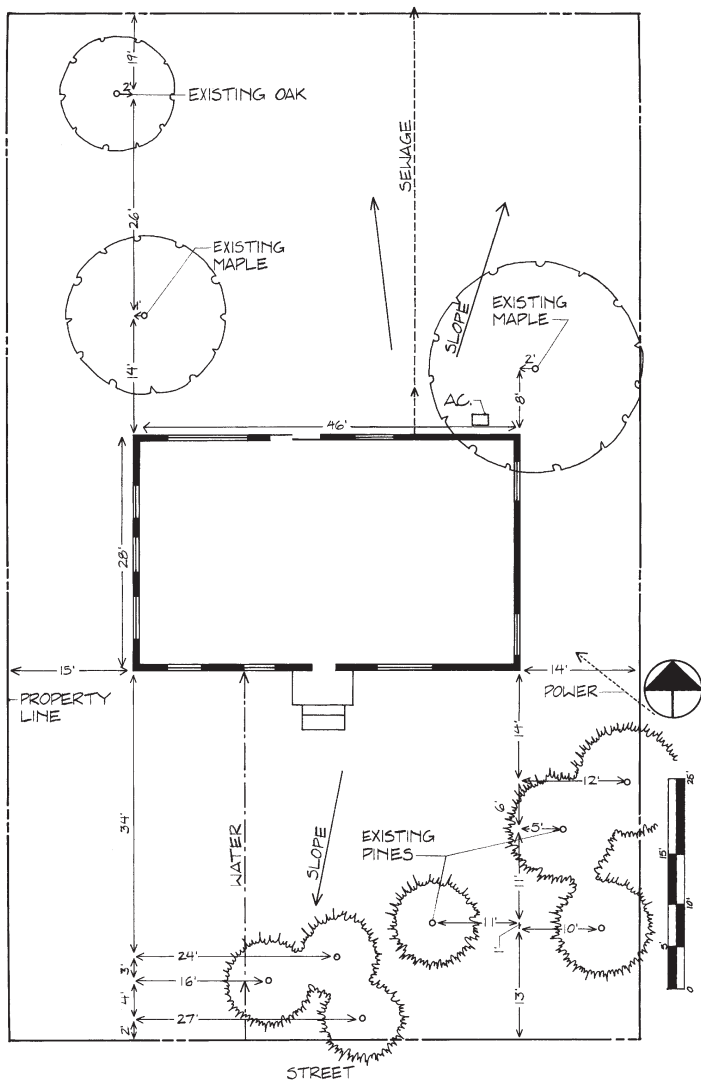 19'
2'
EXISTING OAK
SEWAGE
26'
EXISTING
MAPLE
1'
14'
SLOPE
EXISTING
MAPLE
2'
8'
A.C.
46'
28'
15'
14'
PROPERTY
LINE
POWER
14'
12'
25'
34'
6'
5'
WATER
SLOPE
EXISTING
PINES
15'
11'
11'
10'
1'
10'
5'
24'
3'
16'
4'
27'
2'
13'
0
STREET